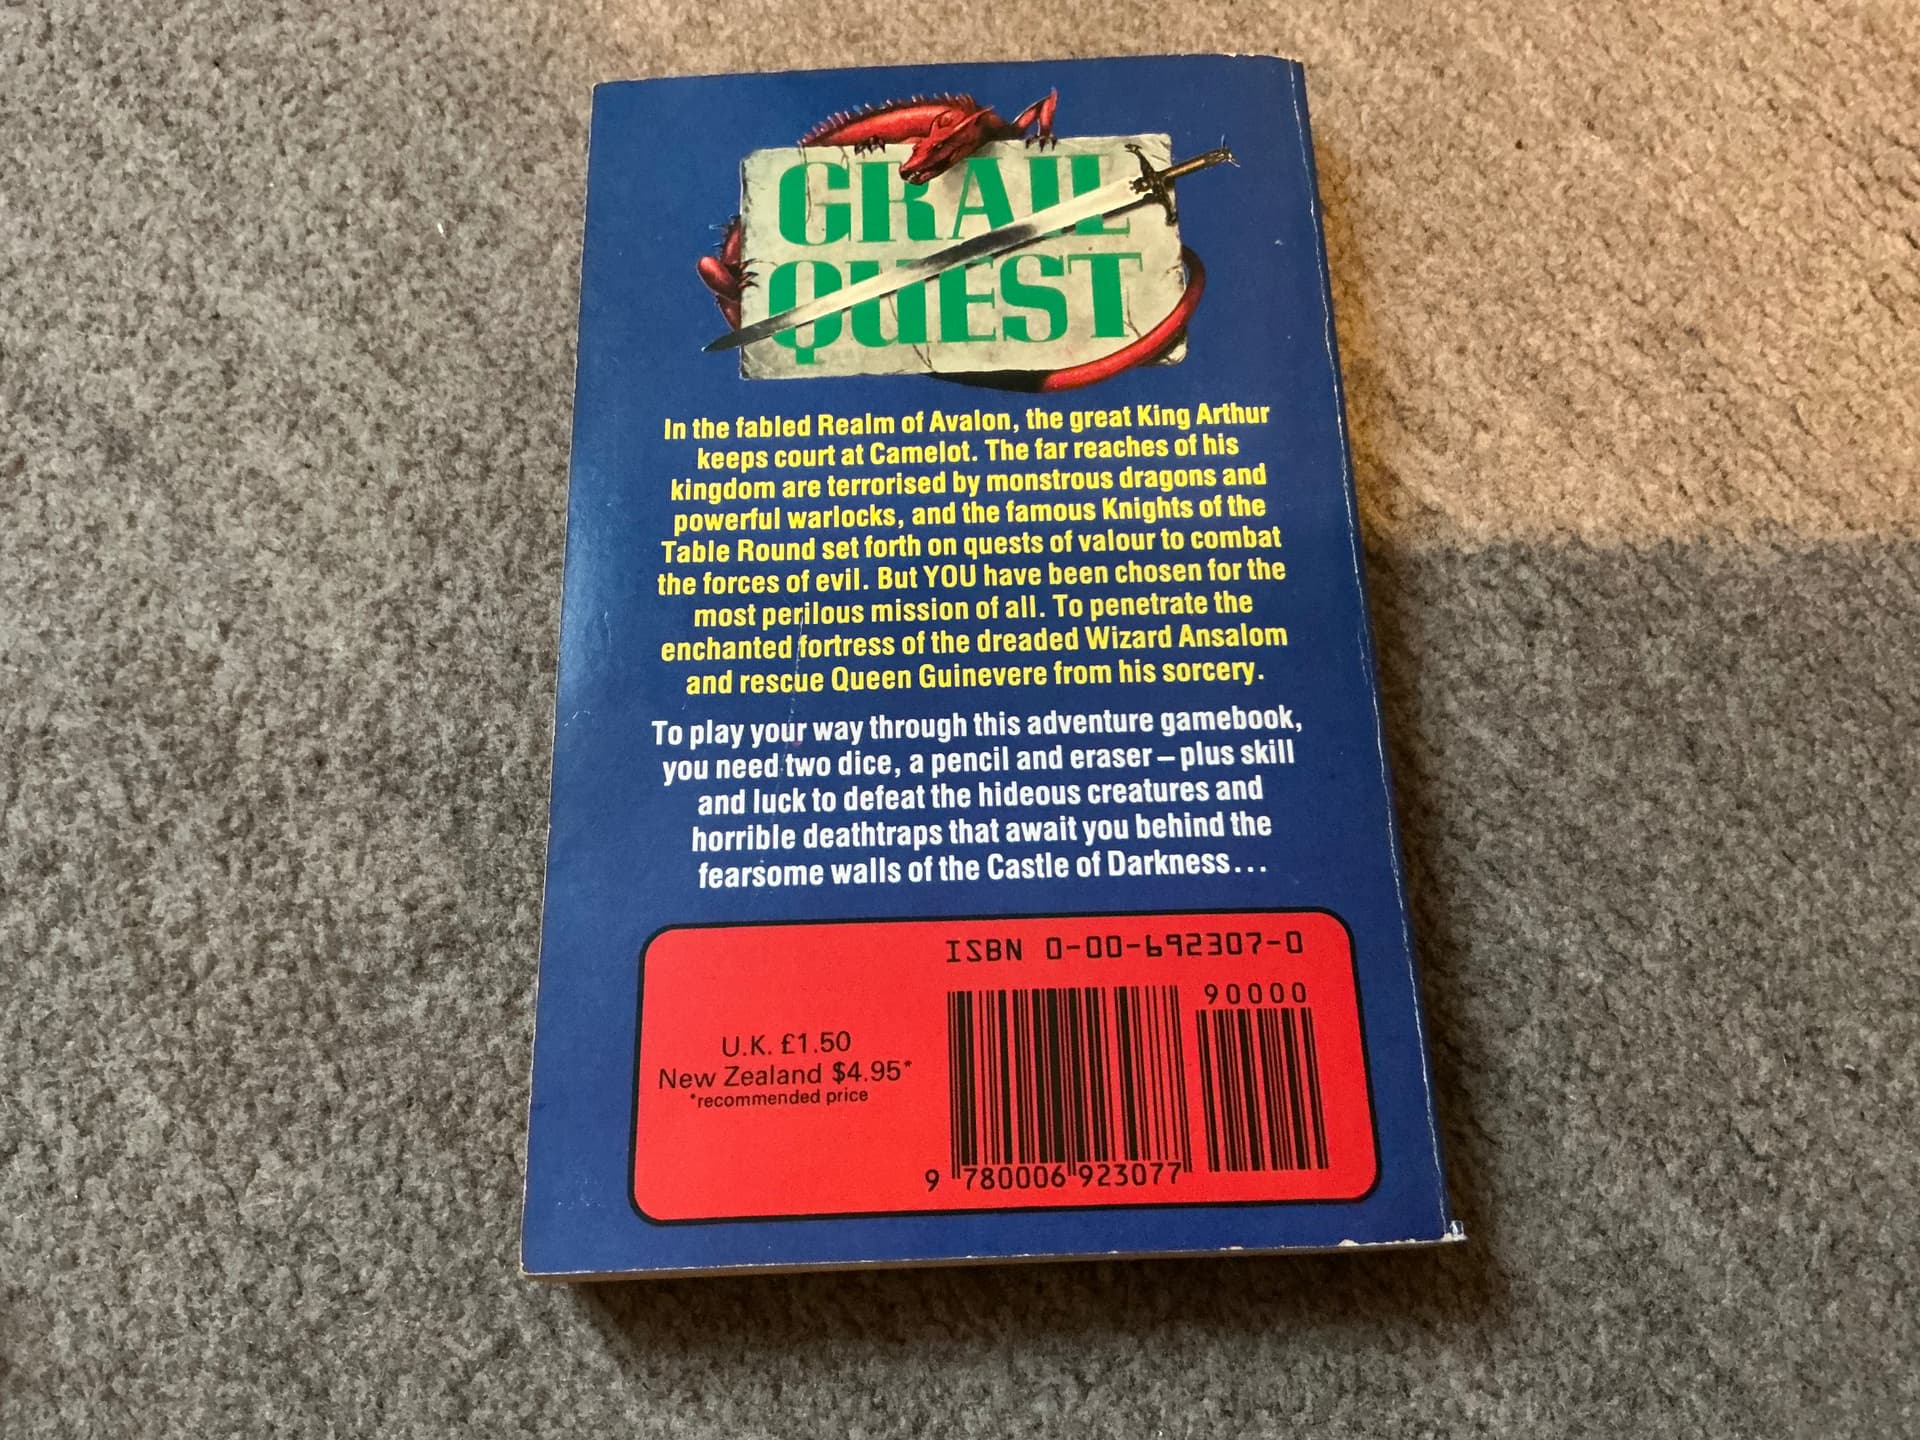 GRAIL
QUEST
In the fabled Realm of Avalon, the great King Arthur
keeps court at Camelot. The far reaches of his
kingdom are terrorised by monstrous dragons and
powerful warlocks, and the famous Knights of the
Table Round set forth on quests of valour to combat
the forces of evil. But YOU have been chosen for the
most perilous mission of all. To penetrate the
enchanted fortress of the dreaded Wizard Ansalom
and rescue Queen Guinevere from his sorcery.
To play your way through this adventure gamebook,
you need two dice, a pencil and eraser – plus skill
and luck to defeat the hideous creatures and
horrible deathtraps that await you behind the
fearsome walls of the Castle of Darkness...
ISBN 0-00-692307-0
90000
U.K. £1.50
New Zealand $4.95*
*recommended price
9 780006 923077